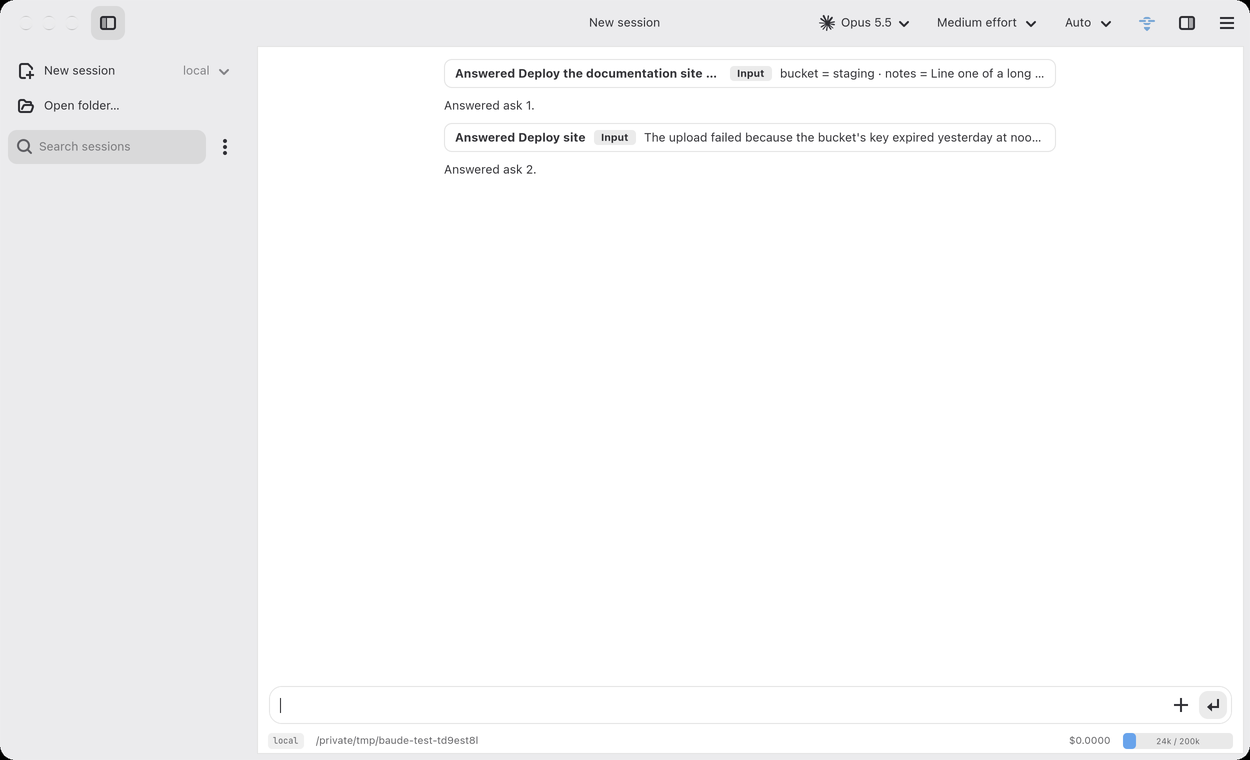 New session
Opus 5.5
Medium effort
Auto
New session local
Open folder...
Search sessions
Answered Deploy the documentation site ... Input bucket = staging · notes = Line one of a long ...
Answered ask 1.
Answered Deploy site Input The upload failed because the bucket's key expired yesterday at noo...
Answered ask 2.
local /private/tmp/baude-test-td9est8l $0.0000 24k / 200k